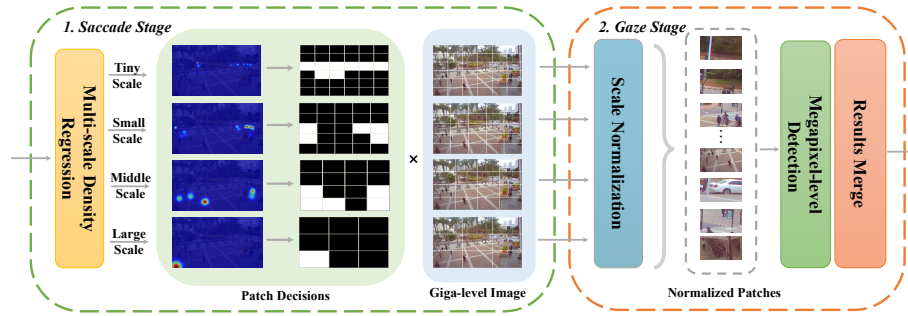 1. Saccade Stage
Multi-scale Density
Regression
Tiny
Scale
Small
Scale
Middle
Scale
Large
Scale
×
Patch Decisions
Giga-level Image
2. Gaze Stage
Scale Normalization
...
Normalized Patches
Megapixel-level
Detection
Results Merge